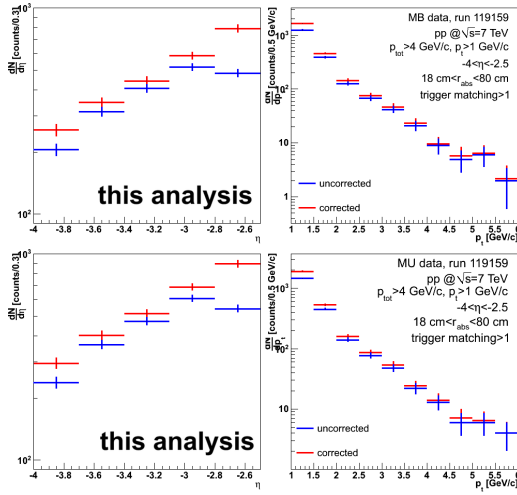 dN/dη [counts/0.3]
10³
10²
this analysis
-4 -3.8 -3.6 -3.4 -3.2 -3 -2.8 -2.6
η
dN/dp_t [counts/0.5 GeV/c]
10³
10²
10
1
MB data, run 119159
pp @√s=7 TeV
p_tot>4 GeV/c, p_t>1 GeV/c
-4<η<-2.5
18 cm<r_abs<80 cm
trigger matching>1
uncorrected
corrected
1 1.5 2 2.5 3 3.5 4 4.5 5 5.5 6
p_t [GeV/c]
dN/dη [counts/0.3]
10³
10²
this analysis
-4 -3.8 -3.6 -3.4 -3.2 -3 -2.8 -2.6
η
dN/dp_t [counts/0.5 GeV/c]
10³
10²
10
MU data, run 119159
pp @√s=7 TeV
p_tot>4 GeV/c, p_t>1 GeV/c
-4<η<-2.5
18 cm<r_abs<80 cm
trigger matching>1
uncorrected
corrected
1 1.5 2 2.5 3 3.5 4 4.5 5 5.5 6
p_t [GeV/c]